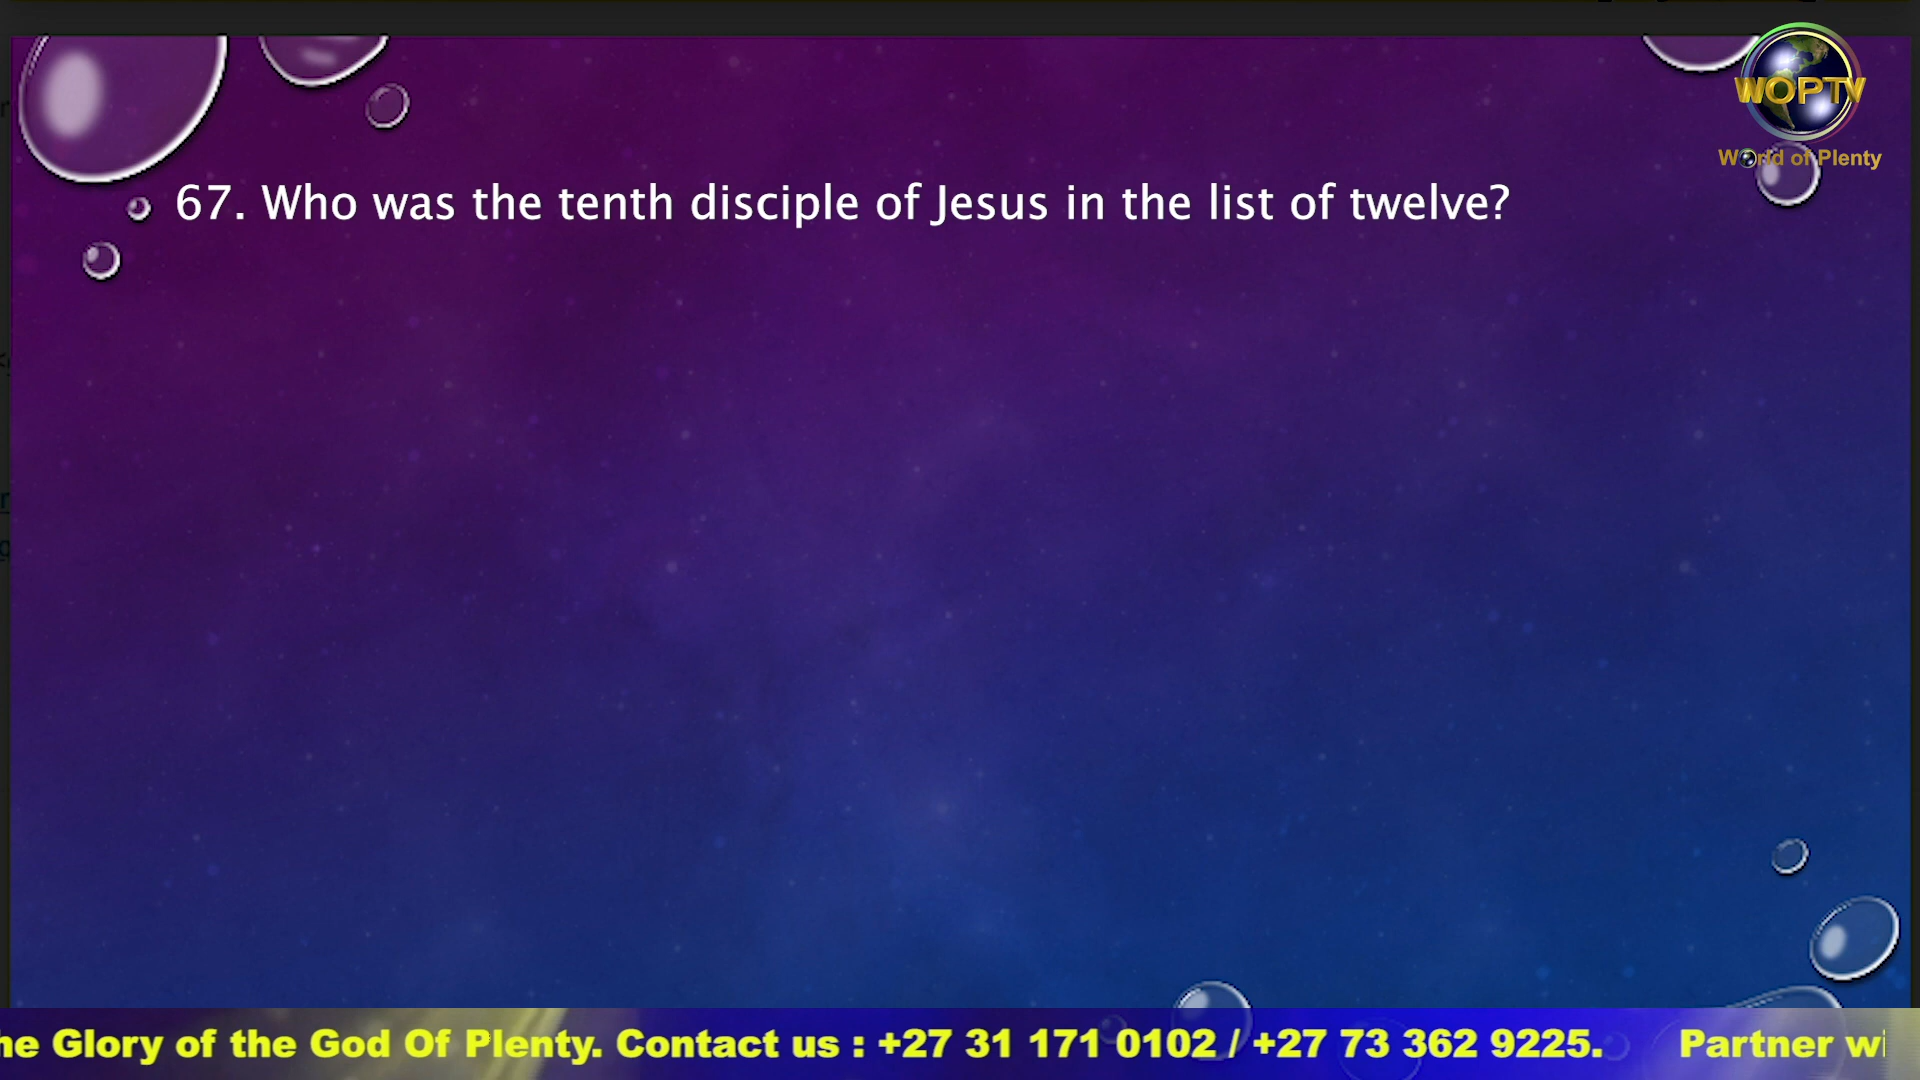 WOPTV
World of Plenty
67. Who was the tenth disciple of Jesus in the list of twelve?
he Glory of the God Of Plenty. Contact us : +27 31 171 0102 / +27 73 362 9225. Partner wi